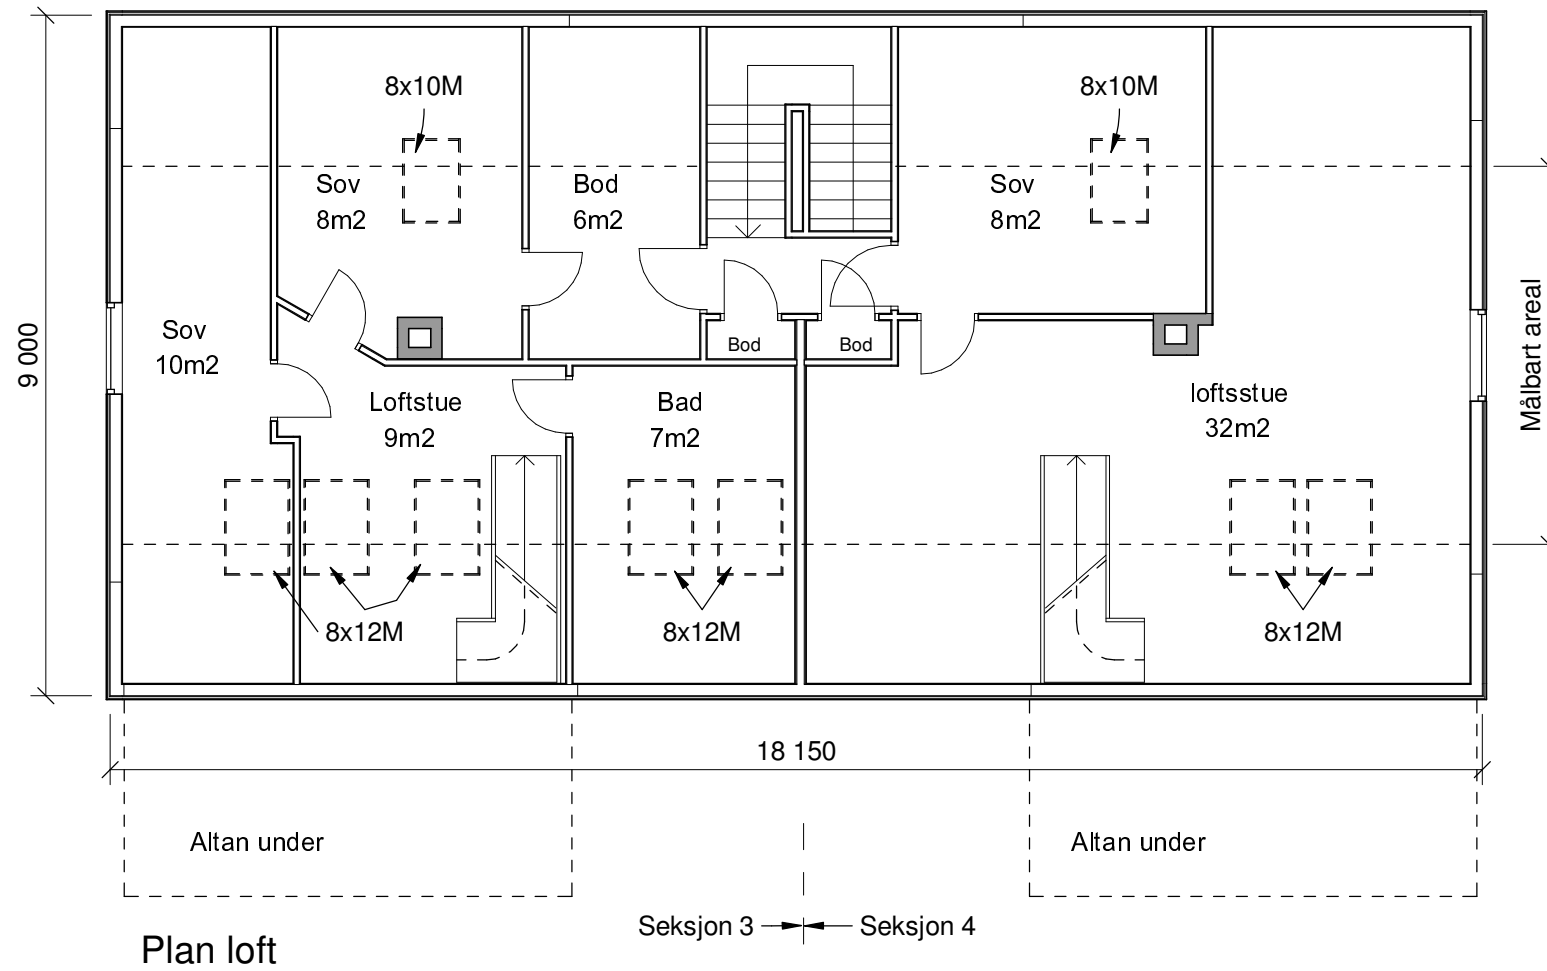 8x10M
8x10M
Sov
8m2
Bod
6m2
Sov
8m2
9 000
Sov
10m2
Bod
Bod
Målbart areal
Loftstue
9m2
Bad
7m2
loftsstue
32m2
8x12M
8x12M
8x12M
18 150
Altan under
Altan under
Seksjon 3
Seksjon 4
Plan loft